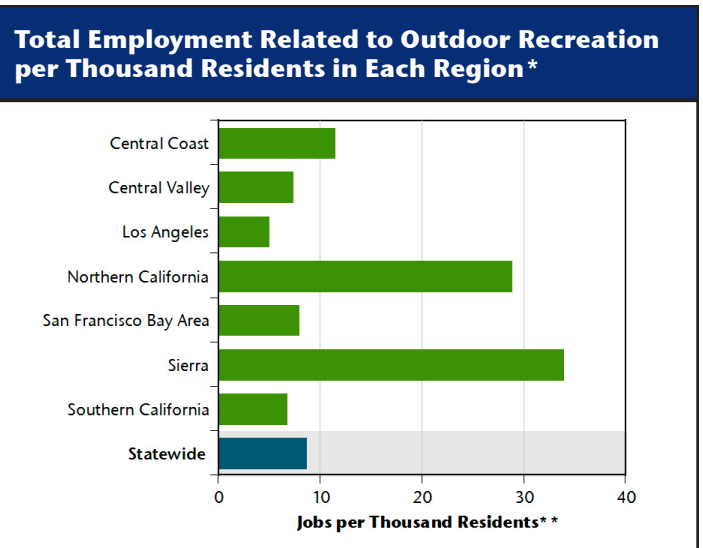 Total Employment Related to Outdoor Recreation
per Thousand Residents in Each Region*
Central Coast
Central Valley
Los Angeles
Northern California
San Francisco Bay Area
Sierra
Southern California
Statewide
0 10 20 30 40
Jobs per Thousand Residents**